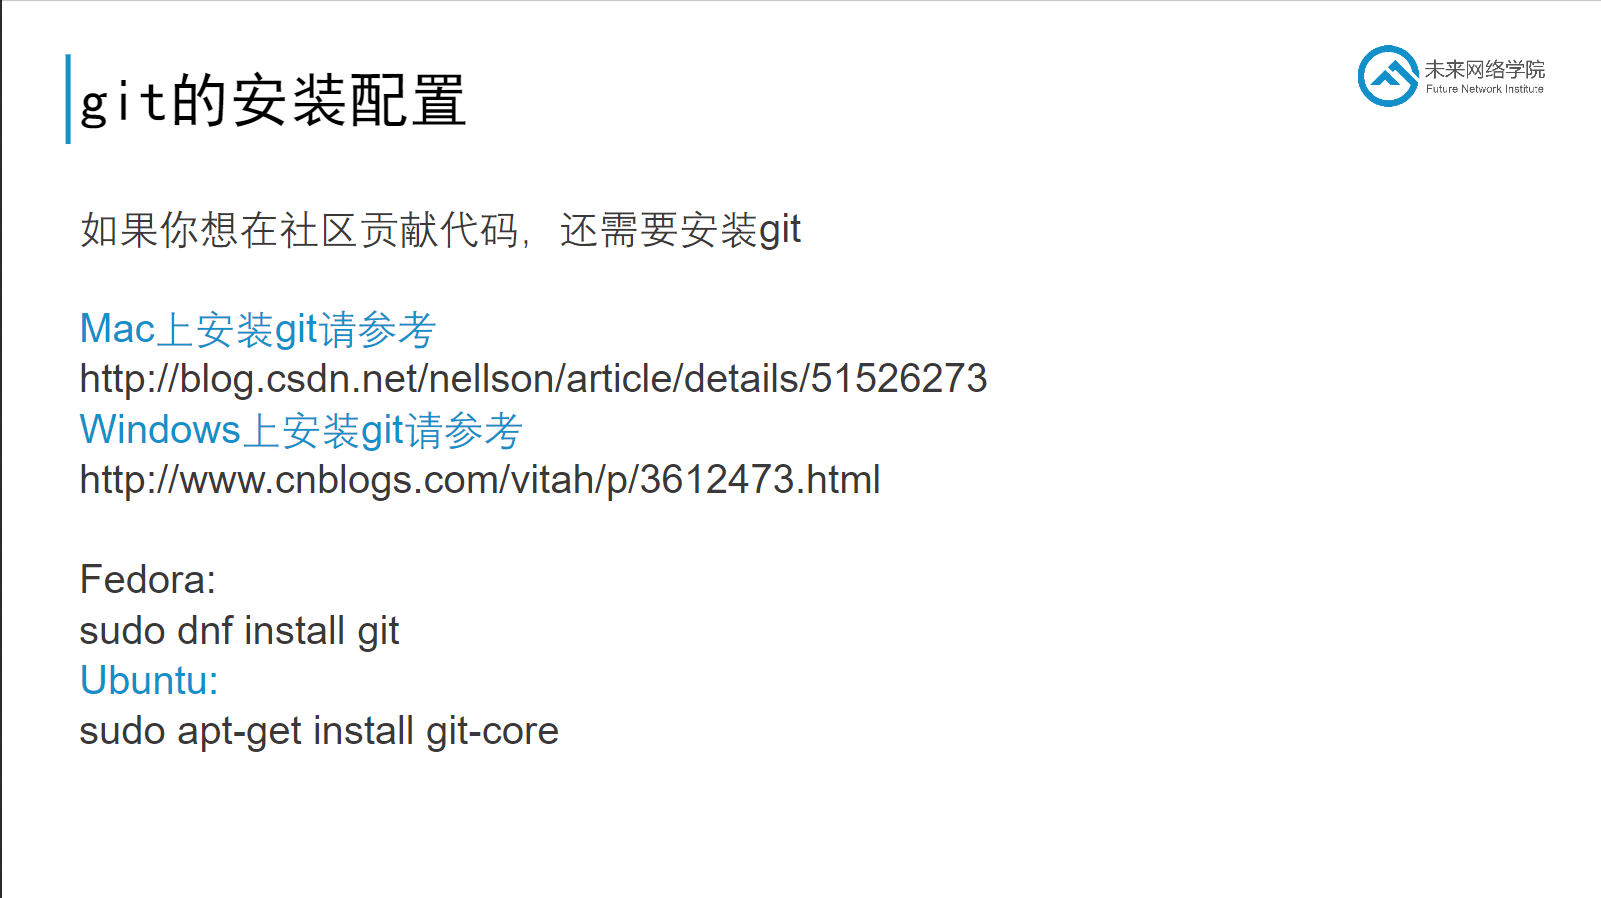 git的安装配置
未来网络学院
Future Network Institute
如果你想在社区贡献代码，还需要安装git
Mac上安装git请参考
http://blog.csdn.net/nellson/article/details/51526273
Windows上安装git请参考
http://www.cnblogs.com/vitah/p/3612473.html
Fedora:
sudo dnf install git
Ubuntu:
sudo apt-get install git-core